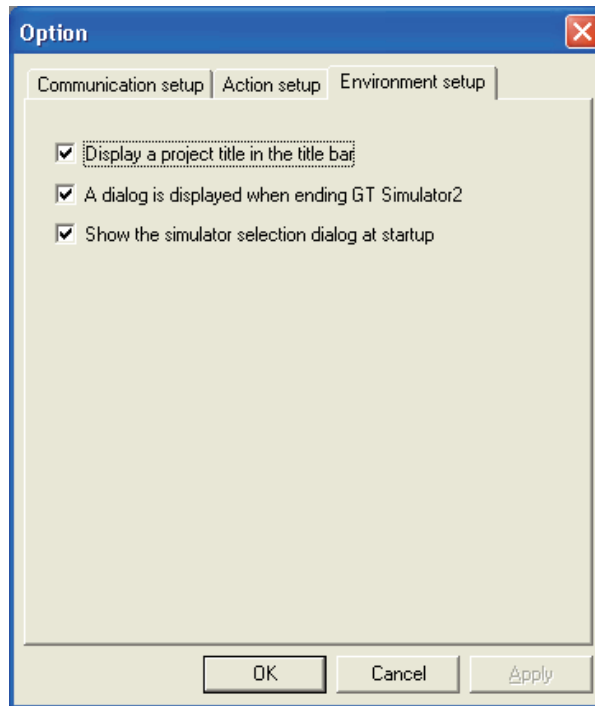 Option
Communication setup Action setup Environment setup
Display a project title in the title bar
A dialog is displayed when ending GT Simulator2
Show the simulator selection dialog at startup
OK Cancel Apply